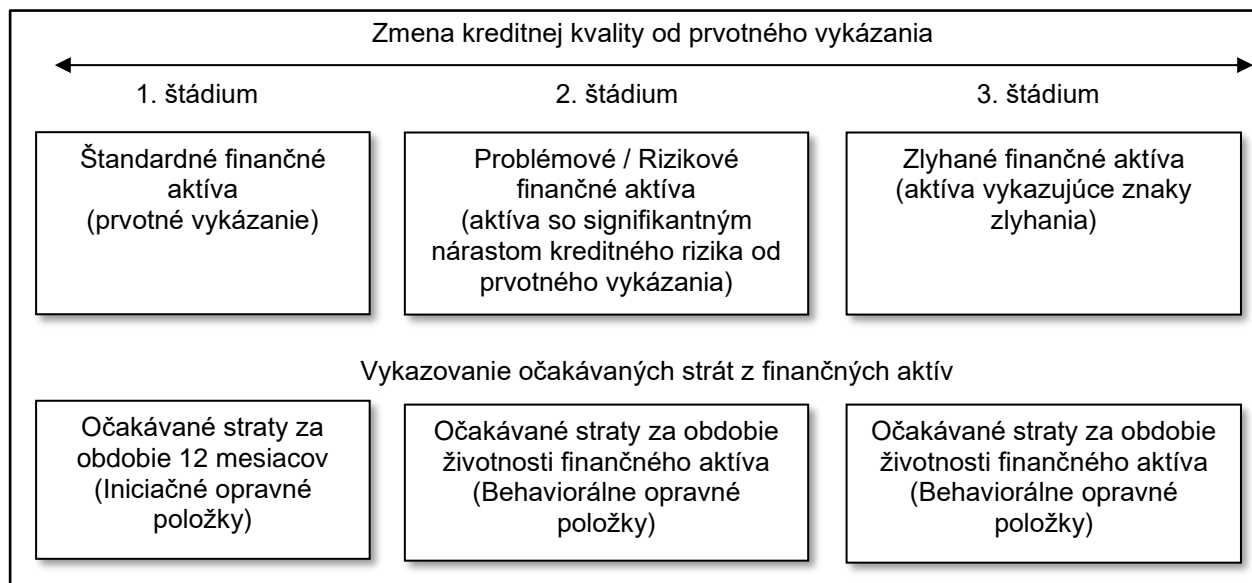 Zmena kreditnej kvality od prvotného vykázania
1. štádium
2. štádium
3. štádium
Štandardné finančné
aktíva
(prvotné vykázanie)
Problémové / Rizikové
finančné aktíva
(aktíva so signifikantným
nárastom kreditného rizika od
prvotného vykázania)
Zlyhané finančné aktíva
(aktíva vykazujúce znaky
zlyhania)
Vykazovanie očakávaných strát z finančných aktív
Očakávané straty za
obdobie 12 mesiacov
(Iniciačné opravné
položky)
Očakávané straty za obdobie
životnosti finančného aktíva
(Behaviorálne opravné
položky)
Očakávané straty za obdobie
životnosti finančného aktíva
(Behaviorálne opravné
položky)